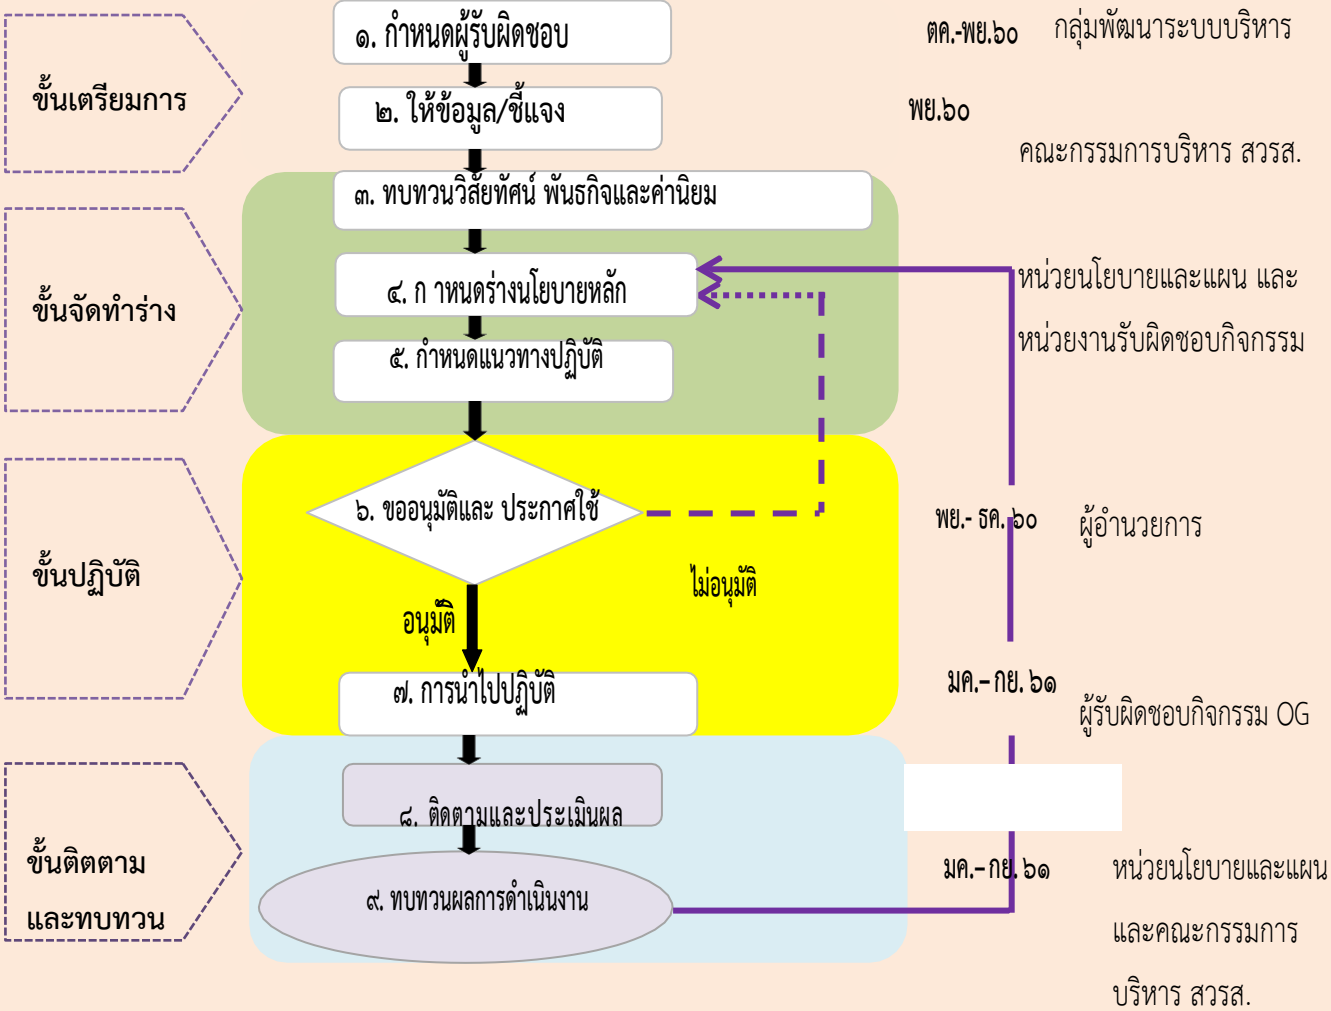 ๑. กำหนดผู้รับผิดชอบ
ตค.-พย.๖๐
กลุ่มพัฒนาระบบบริหาร
ขั้นเตรียมการ
๒. ให้ข้อมูล/ชี้แจง
พย.๖๐
คณะกรรมการบริหาร สวรส.
๓. ทบทวนวิสัยทัศน์ พันธกิจและค่านิยม
ขั้นจัดทำร่าง
๔. ก าหนดร่างนโยบายหลัก
หน่วยนโยบายและแผน และ
หน่วยงานรับผิดชอบกิจกรรม
๕. กำหนดแนวทางปฏิบัติ
๖. ขออนุมัติและ ประกาศใช้
พย.- ธค. ๖๐
ผู้อำนวยการ
ขั้นปฏิบัติ
ไม่อนุมัติ
อนุมัติ
๗. การนำไปปฏิบัติ
มค.– กย. ๖๑
ผู้รับผิดชอบกิจกรรม OG
๘. ติดตามและประเมินผล
ขั้นติตตาม
และทบทวน
๙. ทบทวนผลการดำเนินงาน
มค.– กย. ๖๑
หน่วยนโยบายและแผน
และคณะกรรมการ
บริหาร สวรส.